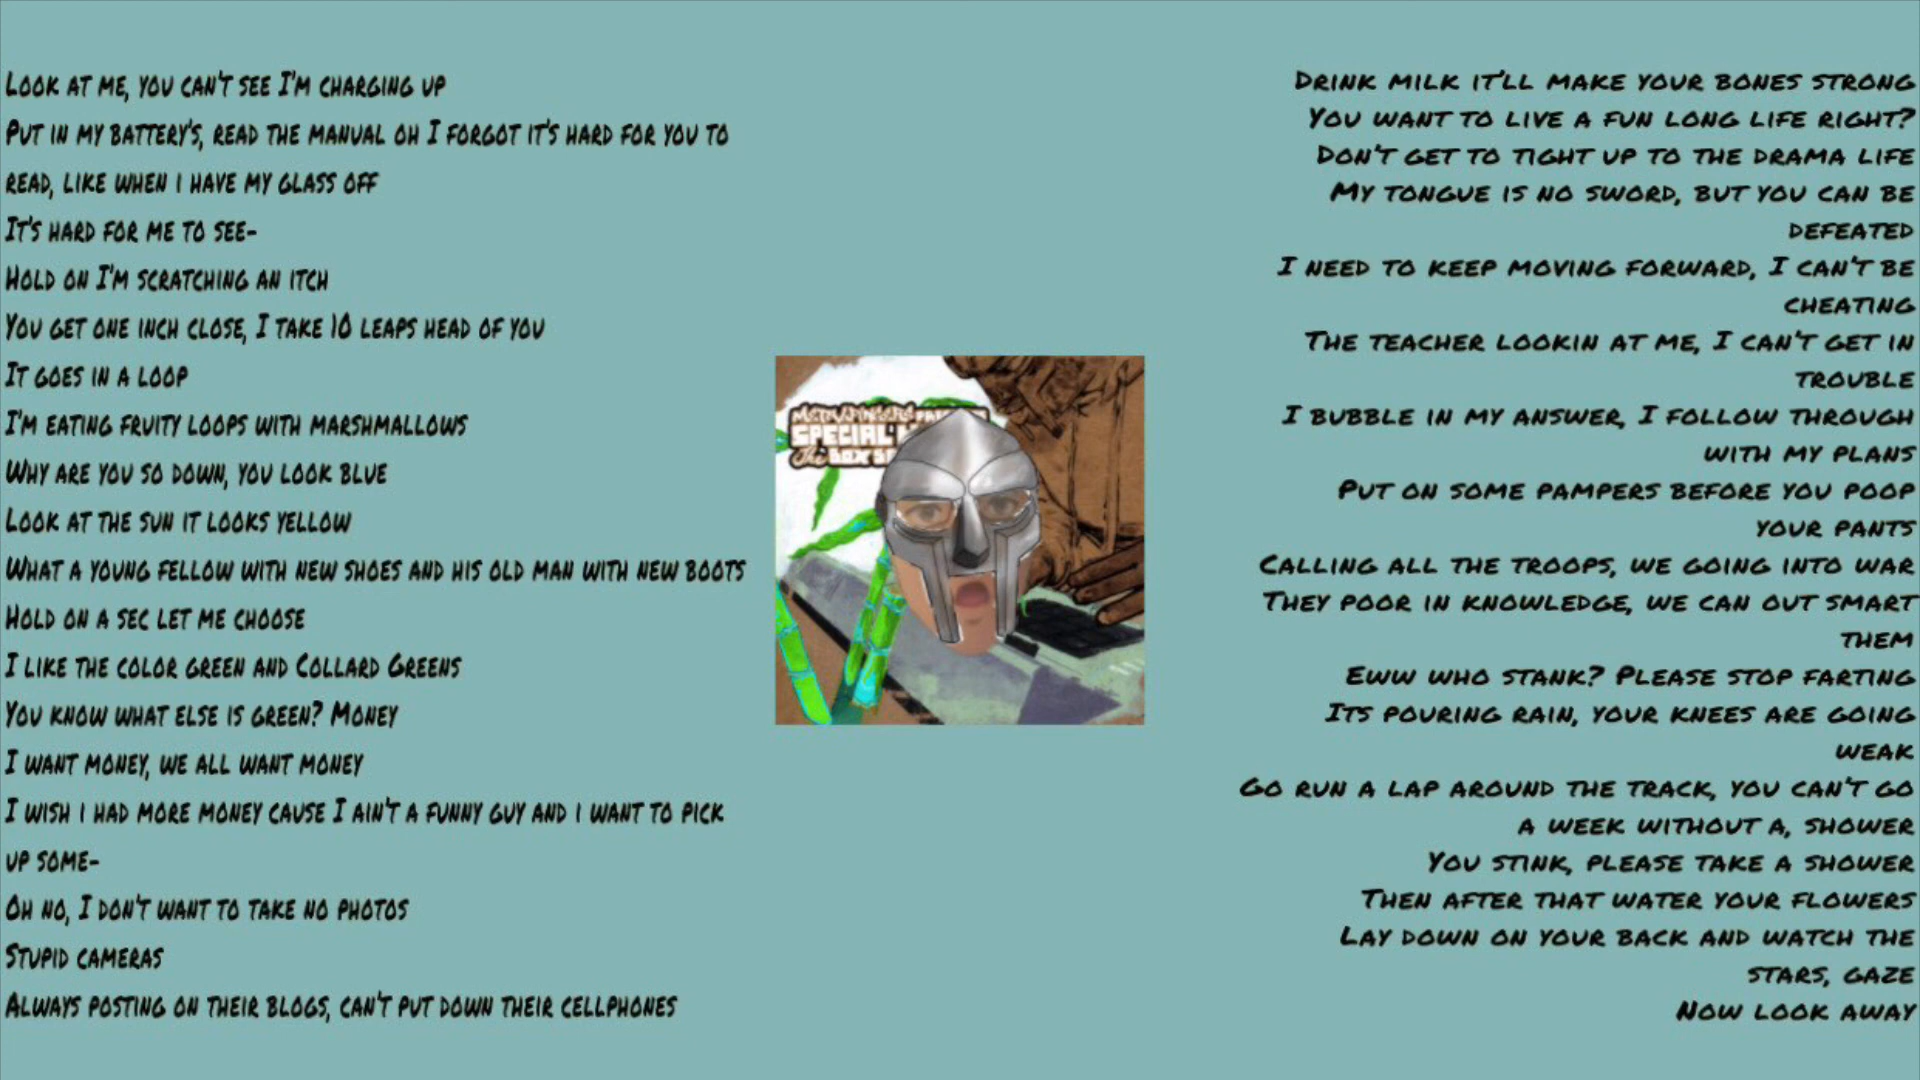 Look at me, you can't see I'm charging up
Put in my battery's, read the manual oh I forgot it's hard for you to
read, like when i have my glass off
It's hard for me to see-
Hold on I'm scratching an itch
You get one inch close, I take 10 leaps head of you
It goes in a loop
I'm eating fruity loops with marshmallows
Why are you so down, you look blue
Look at the sun it looks yellow
What a young fellow with new shoes and his old man with new boots
Hold on a sec let me choose
I like the color green and Collard Greens
You know what else is green? Money
I want money, we all want money
I wish i had more money cause I ain't a funny guy and i want to pick
up some-
Oh no, I don't want to take no photos
Stupid cameras
Always posting on their blogs, can't put down their cellphones
SPECIAL
The BOX
Drink milk it'll make your bones strong
You want to live a fun long life right?
Don't get to tight up to the drama life
My tongue is no sword, but you can be
defeated
I need to keep moving forward, I can't be
cheating
The teacher lookin at me, I can't get in
trouble
I bubble in my answer, I follow through
with my plans
Put on some pampers before you poop
your pants
Calling all the troops, we going into war
They poor in knowledge, we can out smart
them
Eww who stank? Please stop farting
Its pouring rain, your knees are going
weak
Go run a lap around the track, you can't go
a week without a, shower
You stink, please take a shower
Then after that water your flowers
Lay down on your back and watch the
stars, gaze
Now look away